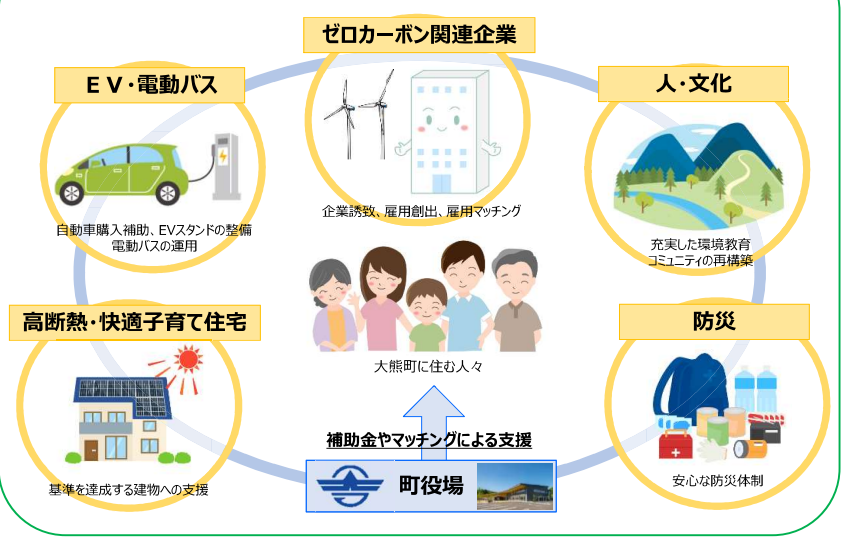 ゼロカーボン関連企業
企業誘致、雇用創出、雇用マッチング
ＥＶ・電動バス
自動車購入補助、EVスタンドの整備
電動バスの運用
人・文化
充実した環境教育
コミュニティの再構築
大熊町に住む人々
高断熱・快適子育て住宅
基準を達成する建物への支援
防災
安心な防災体制
補助金やマッチングによる支援
町役場